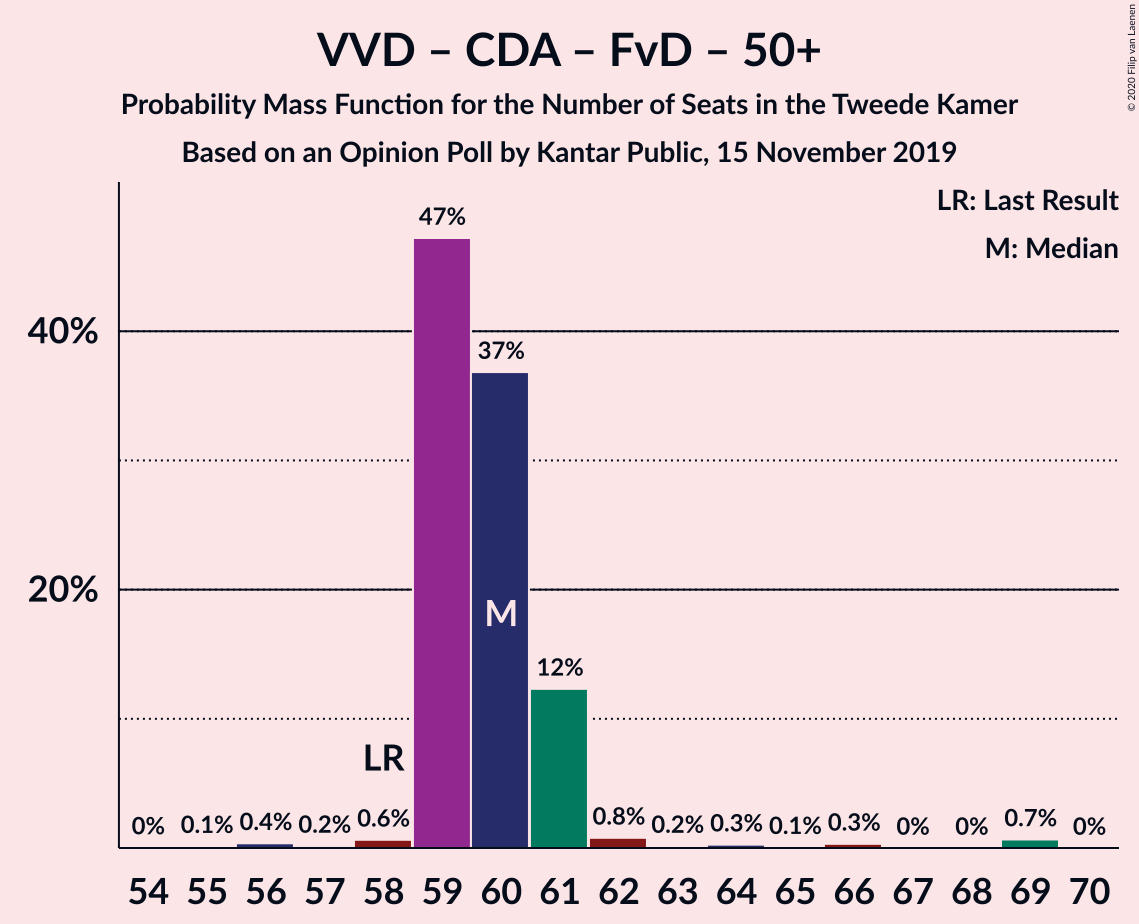 VVD – CDA – FvD – 50+
Probability Mass Function for the Number of Seats in the Tweede Kamer
Based on an Opinion Poll by Kantar Public, 15 November 2019
© 2020 Filip van Laenen
LR: Last Result
M: Median
47%
40%
37%
20%
M
12%
LR
0% 0.1% 0.4% 0.2% 0.6% 0.8% 0.2% 0.3% 0.1% 0.3% 0% 0% 0.7% 0%
54 55 56 57 58 59 60 61 62 63 64 65 66 67 68 69 70